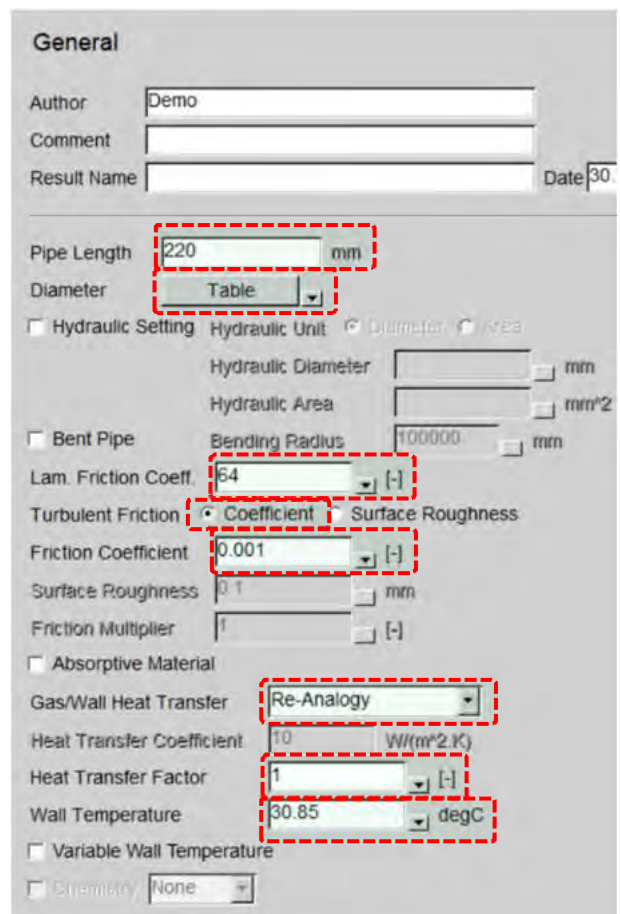 General
Author Demo
Comment
Result Name Date 30.
Pipe Length 220 mm
Diameter Table
Hydraulic Setting Hydraulic Unit Diameter Area
Hydraulic Diameter mm
Hydraulic Area mm^2
Bent Pipe Bending Radius 100000 mm
Lam. Friction Coeff. 64 [-]
Turbulent Friction Coefficient Surface Roughness
Friction Coefficient 0.001 [-]
Surface Roughness 0.1 mm
Friction Multiplier 1 [-]
Absorptive Material
Gas/Wall Heat Transfer Re-Analogy
Heat Transfer Coefficient 10 W/(m^2.K)
Heat Transfer Factor 1 [-]
Wall Temperature 30.85 degC
Variable Wall Temperature
Chemistry None